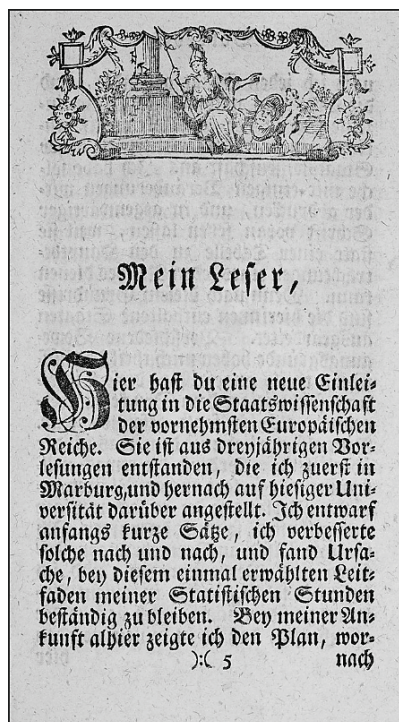 Mein Leser,
Hier hast du eine neue Einlei-
tung in die Staatswissenschaft
der vornehmsten Europäischen
Reiche. Sie ist aus dreyjährigen Vor-
lesungen entstanden, die ich zuerst in
Marburg, und hernach auf hiesiger Uni-
versität darüber angestellt. Ich entwarf
anfangs kurze Sätze, ich verbesserte
solche nach und nach, und fand Ursa-
che, bey diesem einmal erwählten Leit-
faden meiner Statistischen Stunden
beständig zu bleiben. Bey meiner An-
kunft alhier zeigte ich den Plan, wor-
):( 5 nach